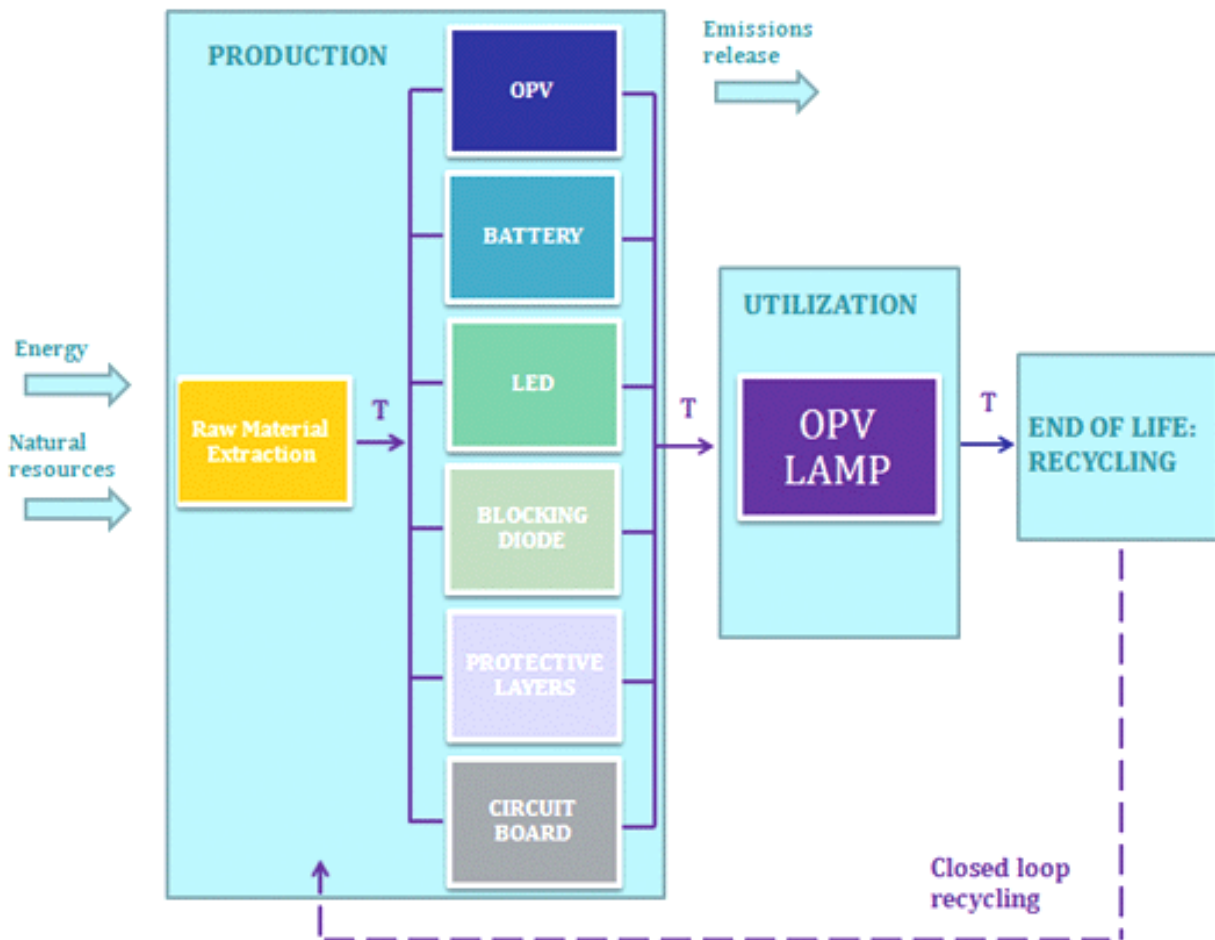 PRODUCTION
Emissions
release
OPV
BATTERY
UTILIZATION
Energy
LED
Raw Material
Extraction
T
T
OPV
LAMP
T
END OF LIFE:
RECYCLING
Natural
resources
BLOCKING
DIODE
PROTECTIVE
LAYERS
CIRCUIT
BOARD
Closed loop
recycling